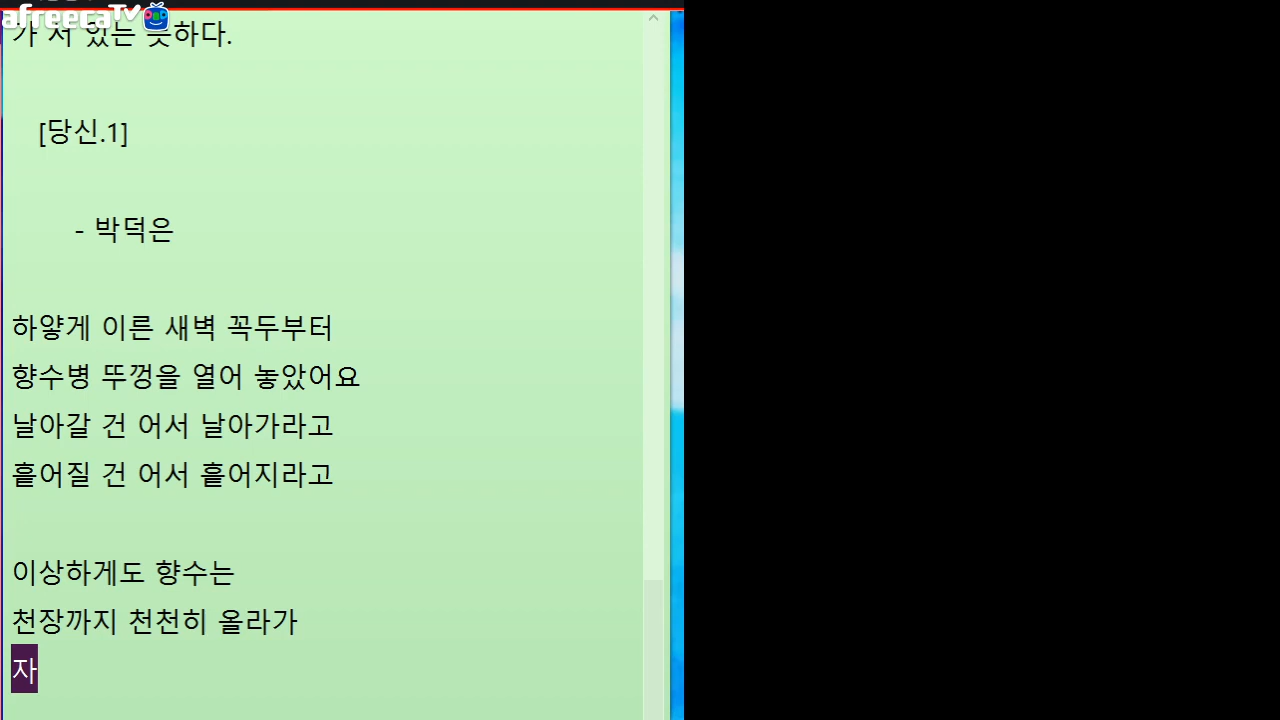 afreecaTV
가 서 있는 듯하다.
[당신.1]
- 박덕은
하얗게 이른 새벽 꼭두부터
향수병 뚜껑을 열어 놓았어요
날아갈 건 어서 날아가라고
흩어질 건 어서 흩어지라고
이상하게도 향수는
천장까지 천천히 올라가
자